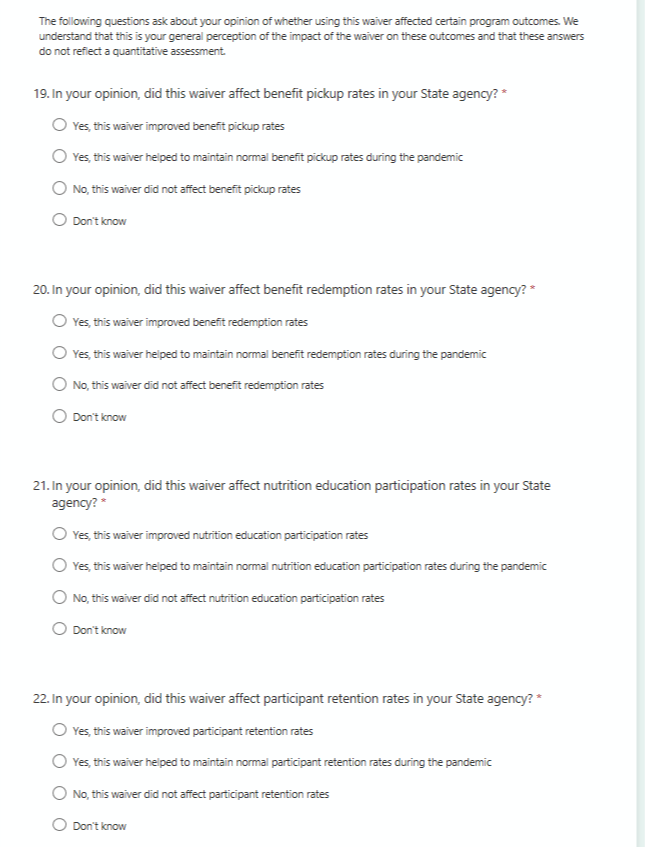 The following questions ask about your opinion of whether using this waiver affected certain program outcomes. We
understand that this is your general perception of the impact of the waiver on these outcomes and that these answers
do not reflect a quantitative assessment.
19. In your opinion, did this waiver affect benefit pickup rates in your State agency? *
Yes, this waiver improved benefit pickup rates
Yes, this waiver helped to maintain normal benefit pickup rates during the pandemic
No, this waiver did not affect benefit pickup rates
Don't know
20. In your opinion, did this waiver affect benefit redemption rates in your State agency? *
Yes, this waiver improved benefit redemption rates
Yes, this waiver helped to maintain normal benefit redemption rates during the pandemic
No, this waiver did not affect benefit redemption rates
Don't know
21. In your opinion, did this waiver affect nutrition education participation rates in your State
agency? *
Yes, this waiver improved nutrition education participation rates
Yes, this waiver helped to maintain normal nutrition education participation rates during the pandemic
No, this waiver did not affect nutrition education participation rates
Don't know
22. In your opinion, did this waiver affect participant retention rates in your State agency? *
Yes, this waiver improved participant retention rates
Yes, this waiver helped to maintain normal participant retention rates during the pandemic
No, this waiver did not affect participant retention rates
Don't know